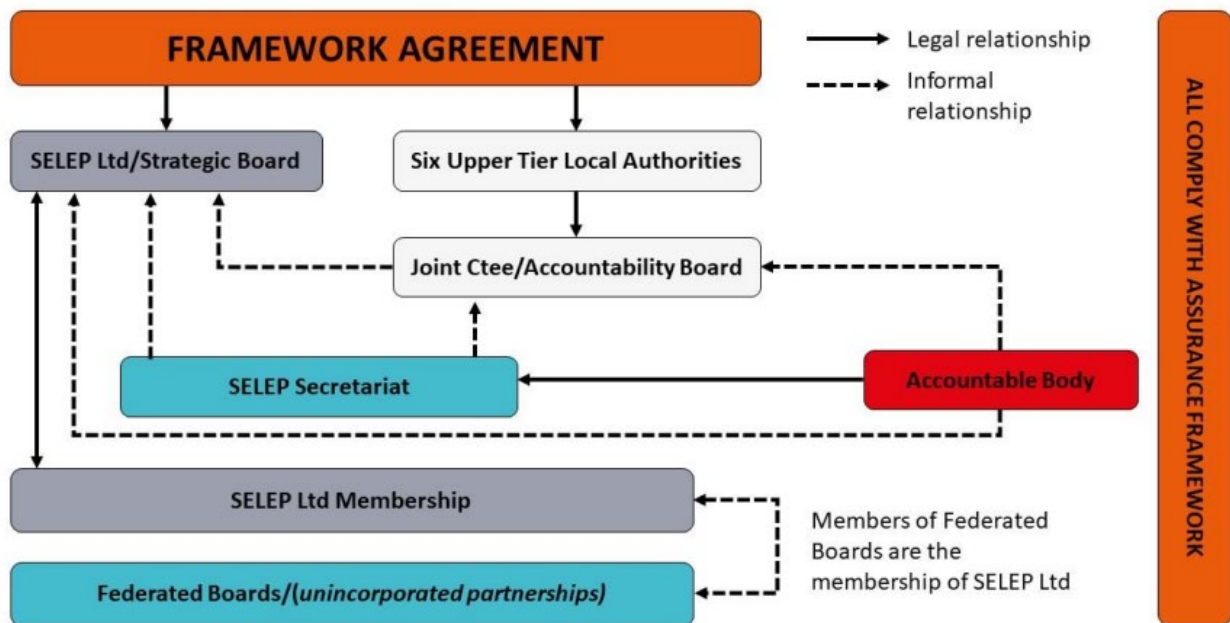 FRAMEWORK AGREEMENT
Legal relationship
Informal
relationship
SELEP Ltd/Strategic Board
Six Upper Tier Local Authorities
Joint Ctee/Accountability Board
SELEP Secretariat
Accountable Body
SELEP Ltd Membership
Members of Federated
Boards are the
membership of SELEP Ltd
Federated Boards/(unincorporated partnerships)
ALL COMPLY WITH ASSURANCE FRAMEWORK